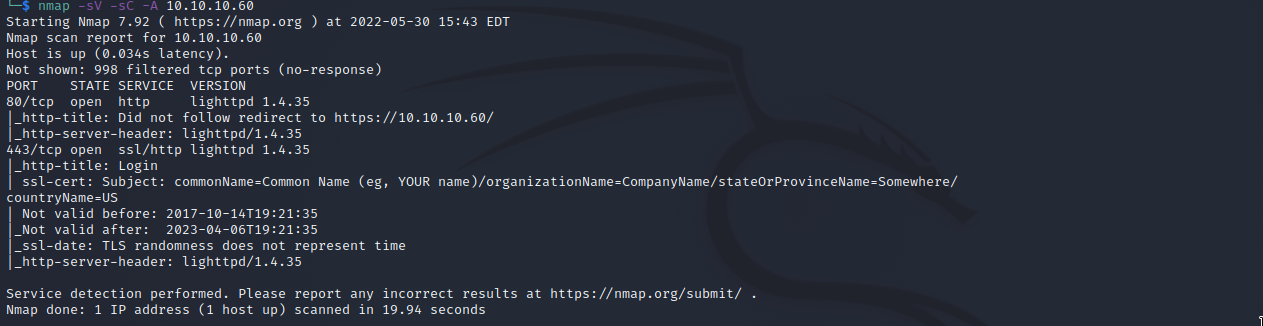 └─$ nmap -sV -sC -A 10.10.10.60
Starting Nmap 7.92 ( https://nmap.org ) at 2022-05-30 15:43 EDT
Nmap scan report for 10.10.10.60
Host is up (0.034s latency).
Not shown: 998 filtered tcp ports (no-response)
PORT    STATE SERVICE  VERSION
80/tcp  open  http     lighttpd 1.4.35
|_http-title: Did not follow redirect to https://10.10.10.60/
|_http-server-header: lighttpd/1.4.35
443/tcp open  ssl/http lighttpd 1.4.35
|_http-title: Login
| ssl-cert: Subject: commonName=Common Name (eg, YOUR name)/organizationName=CompanyName/stateOrProvinceName=Somewhere/
countryName=US
| Not valid before: 2017-10-14T19:21:35
|_Not valid after:  2023-04-06T19:21:35
|_ssl-date: TLS randomness does not represent time
|_http-server-header: lighttpd/1.4.35

Service detection performed. Please report any incorrect results at https://nmap.org/submit/ .
Nmap done: 1 IP address (1 host up) scanned in 19.94 seconds